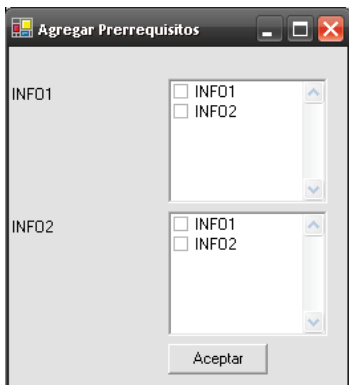 Agregar Prerrequisitos
INFO1
INFO1
INFO2
INFO2
INFO1
INFO2
Aceptar